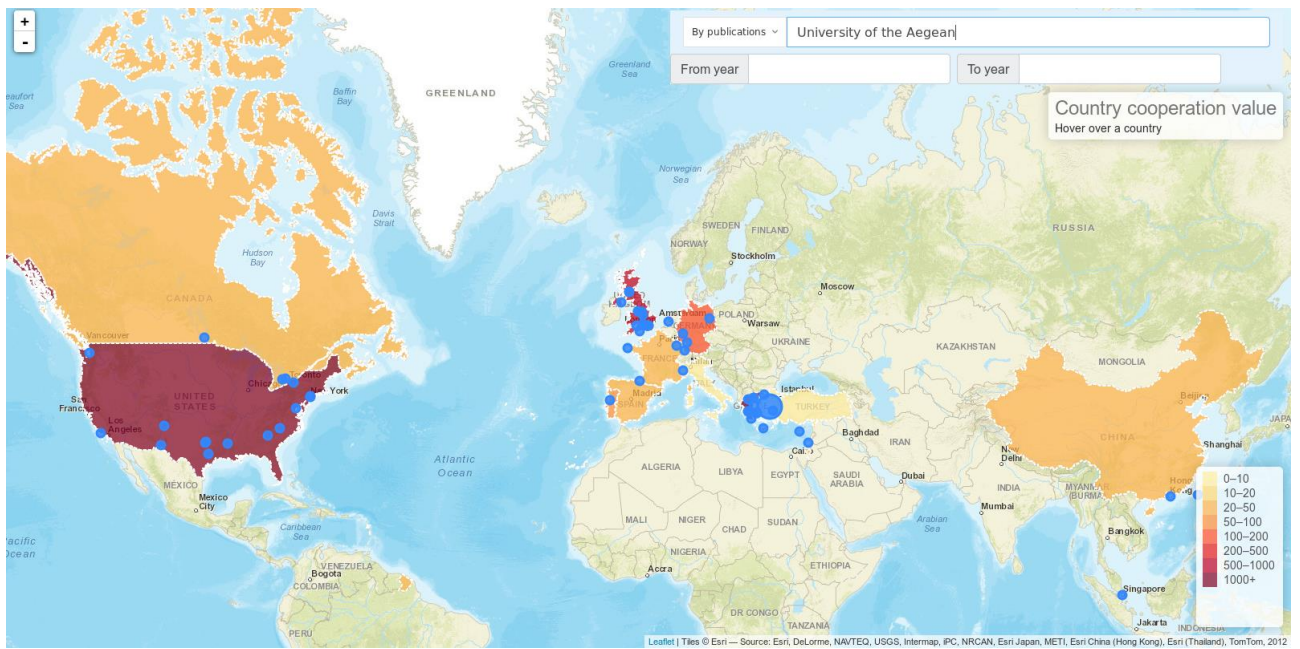 +
-
By publications
University of the Aegean
From year
To year
Country cooperation value
Hover over a country
GREENLAND
Greenland
Sea
Baffin
Bay
Beaufort
Sea
Norwegian
Sea
Davis
Strait
Hudson
Bay
CANADA
Vancouver
SWEDEN
FINLAND
NORWAY
Stockholm
RUSSIA
Moscow
POLAND
Warsaw
UKRAINE
KAZAKHSTAN
MONGOLIA
FRANCE
Madrid
SPAIN
Istanbul
TURKEY
Toronto
New York
UNITED
STATES
San
Francisco
Los
Angeles
Atlantic
Ocean
Baghdad
IRAN
CHINA
Shanghai
ALGERIA
LIBYA
EGYPT
SAUDI
ARABIA
Dubai
New
Delhi
INDIA
Mumbai
MEXICO
Mexico
City
Caribbean
Sea
MALI
NIGER
CHAD
SUDAN
Arabian
Sea
Bangkok
NIGERIA
ETHIOPIA
Accra
VENEZUELA
Bogota
COLOMBIA
PERU
DR CONGO
TANZANIA
Singapore
Jakarta
INDONESIA
0–10
10–20
20–50
50–100
100–200
200–500
500–1000
1000+
Leaflet | Tiles © Esri — Source: Esri, DeLorme, NAVTEQ, USGS, Intermap, iPC, NRCAN, Esri Japan, METI, Esri China (Hong Kong), Esri (Thailand), TomTom, 2012